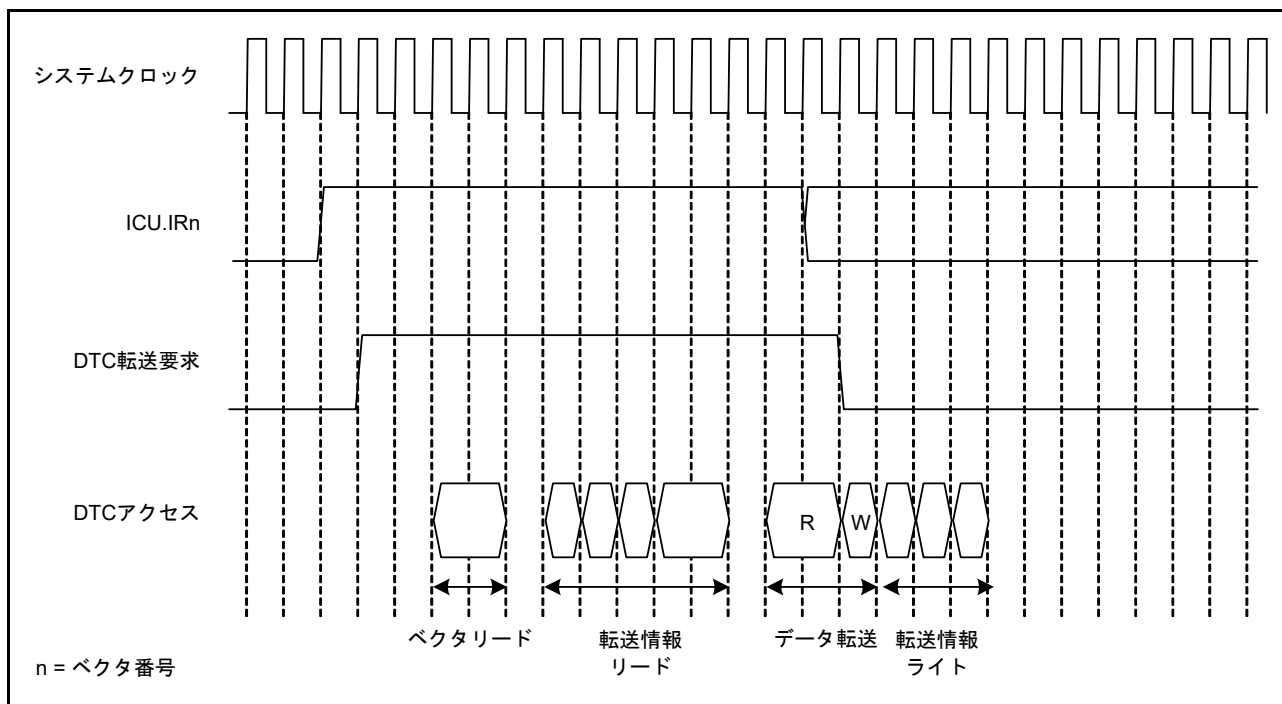 システムクロック
ICU.IRn
DTC転送要求
DTCアクセス
R
W
ベクタリード
転送情報
リード
データ転送
転送情報
ライト
n = ベクタ番号